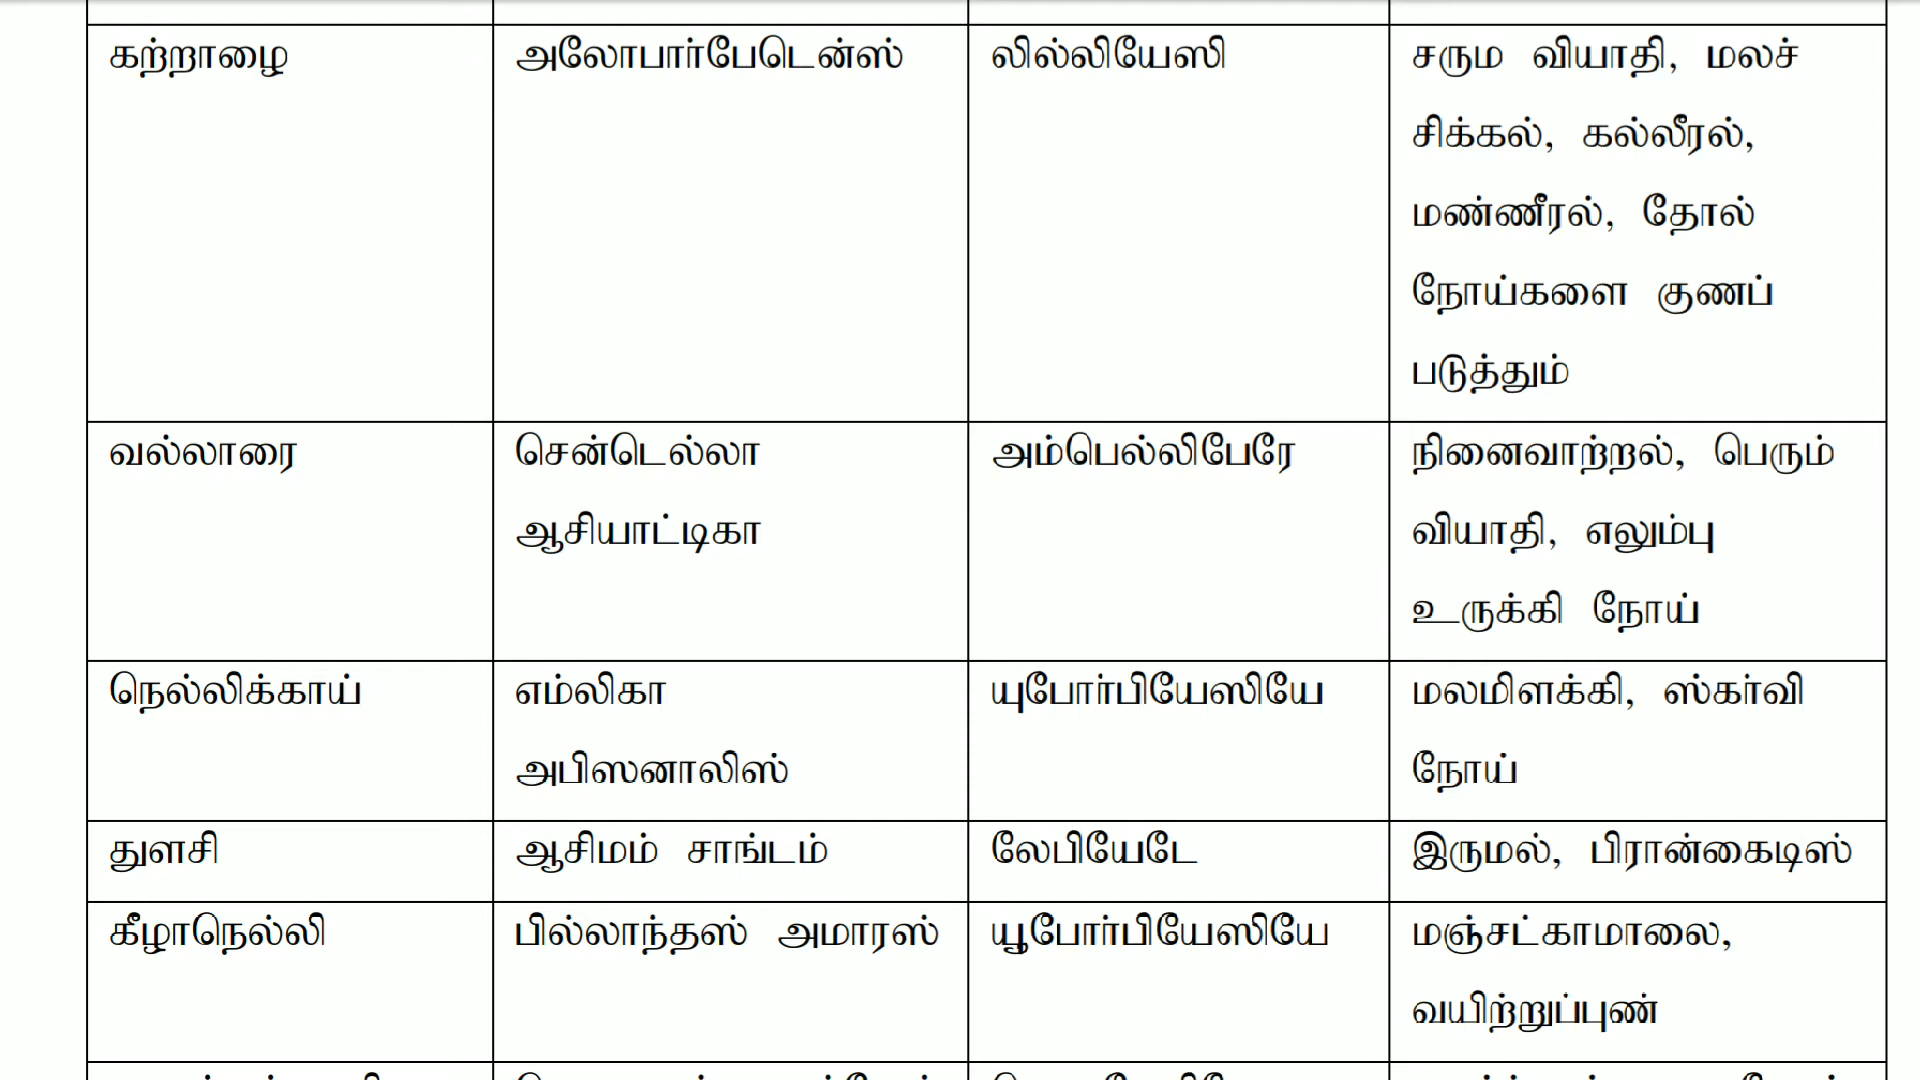 கற்றாழை அலோபார்பேடென்ஸ் லில்லியேஸி சரும வியாதி, மலச்
சிக்கல், கல்லீரல்,
மண்ணீரல், தோல்
நோய்களை குணப்
படுத்தும்
வல்லாரை சென்டெல்லா அம்பெல்லிபேரே நினைவாற்றல், பெரும்
ஆசியாட்டிகா வியாதி, எலும்பு
உருக்கி நோய்
நெல்லிக்காய் எம்லிகா யுபோர்பியேஸியே மலமிளக்கி, ஸ்கர்வி
அபிஸனாலிஸ் நோய்
துளசி ஆசிமம் சாங்டம் லேபியேடே இருமல், பிரான்கைடிஸ்
கீழாநெல்லி பில்லாந்தஸ் அமாரஸ் யூபோர்பியேஸியே மஞ்சட்காமாலை,
வயிற்றுப்புண்